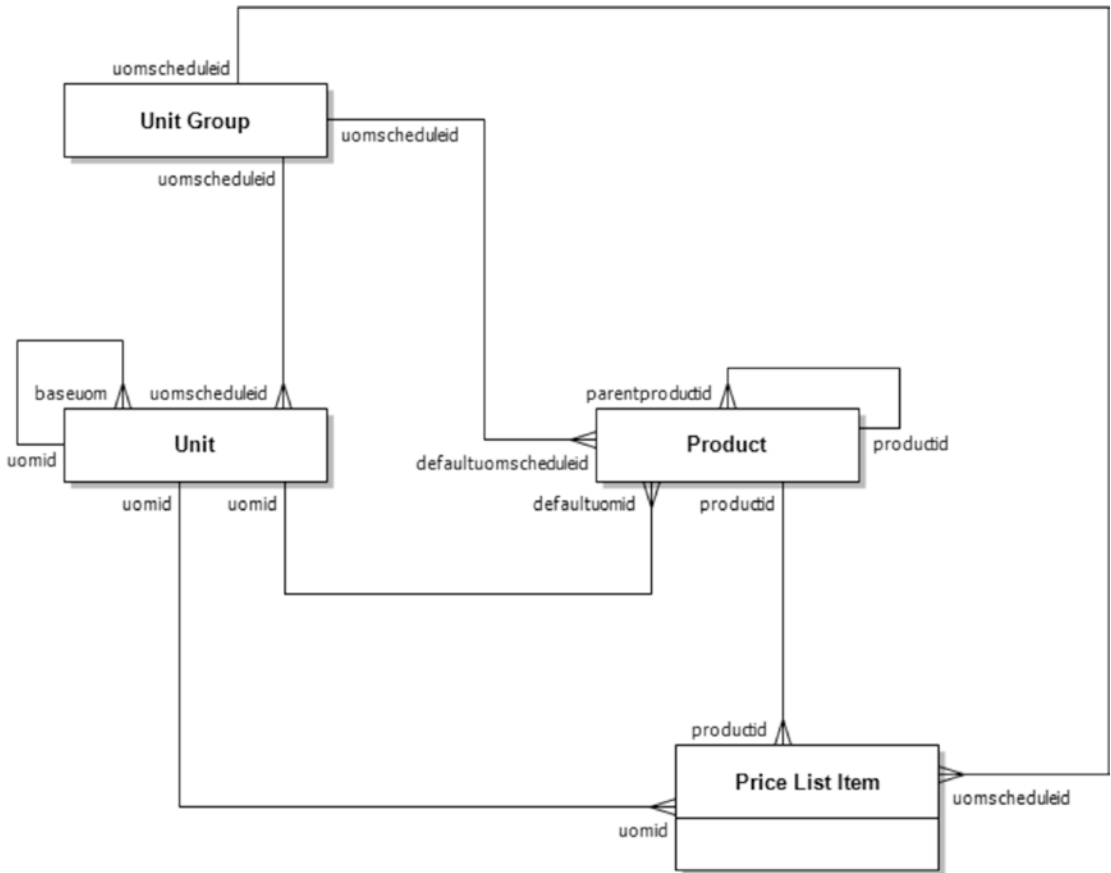 uomscheduleid
Unit Group
uomscheduleid
uomscheduleid
baseuom
uomscheduleid
parentproductid
Unit
Product
uomid
defaultuomscheduleid
productid
uomid
uomid
defaultuomid
productid
productid
Price List Item
uomscheduleid
uomid